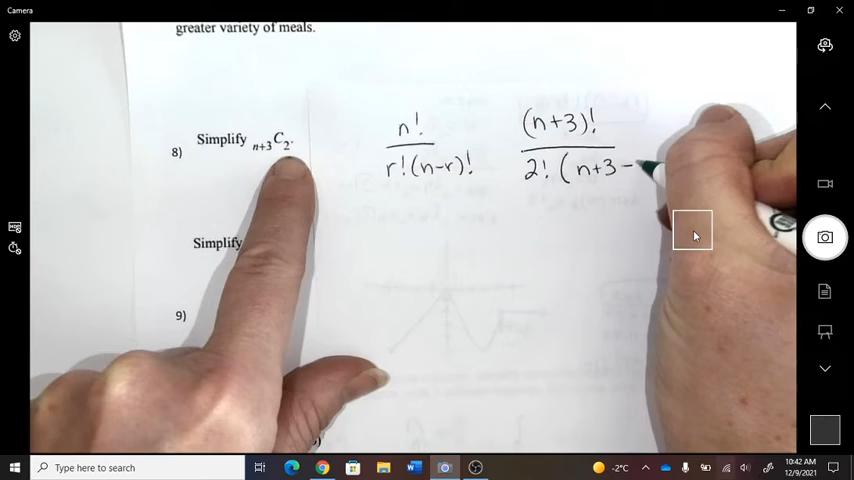 Camera
greater variety of meals.
8) Simplify n+3C2.
n! (n+3)!
r!(n-r)! 2! (n+3-
Simplify
9)
Type here to search
-2°C
10:42 AM
12/9/2021